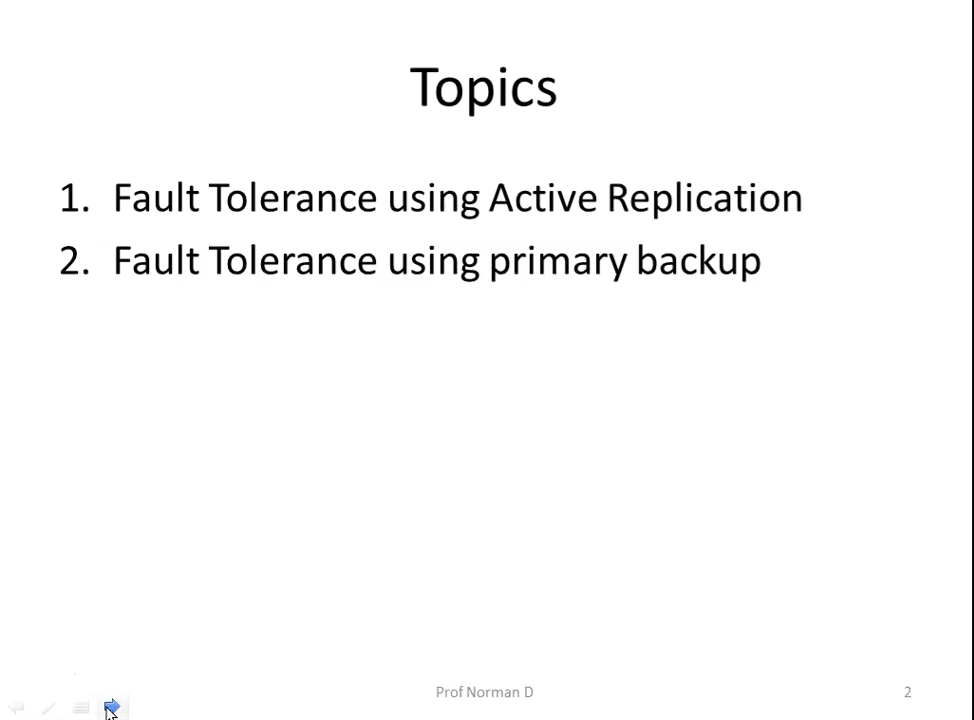 Topics
1. Fault Tolerance using Active Replication
2. Fault Tolerance using primary backup
Prof Norman D
2